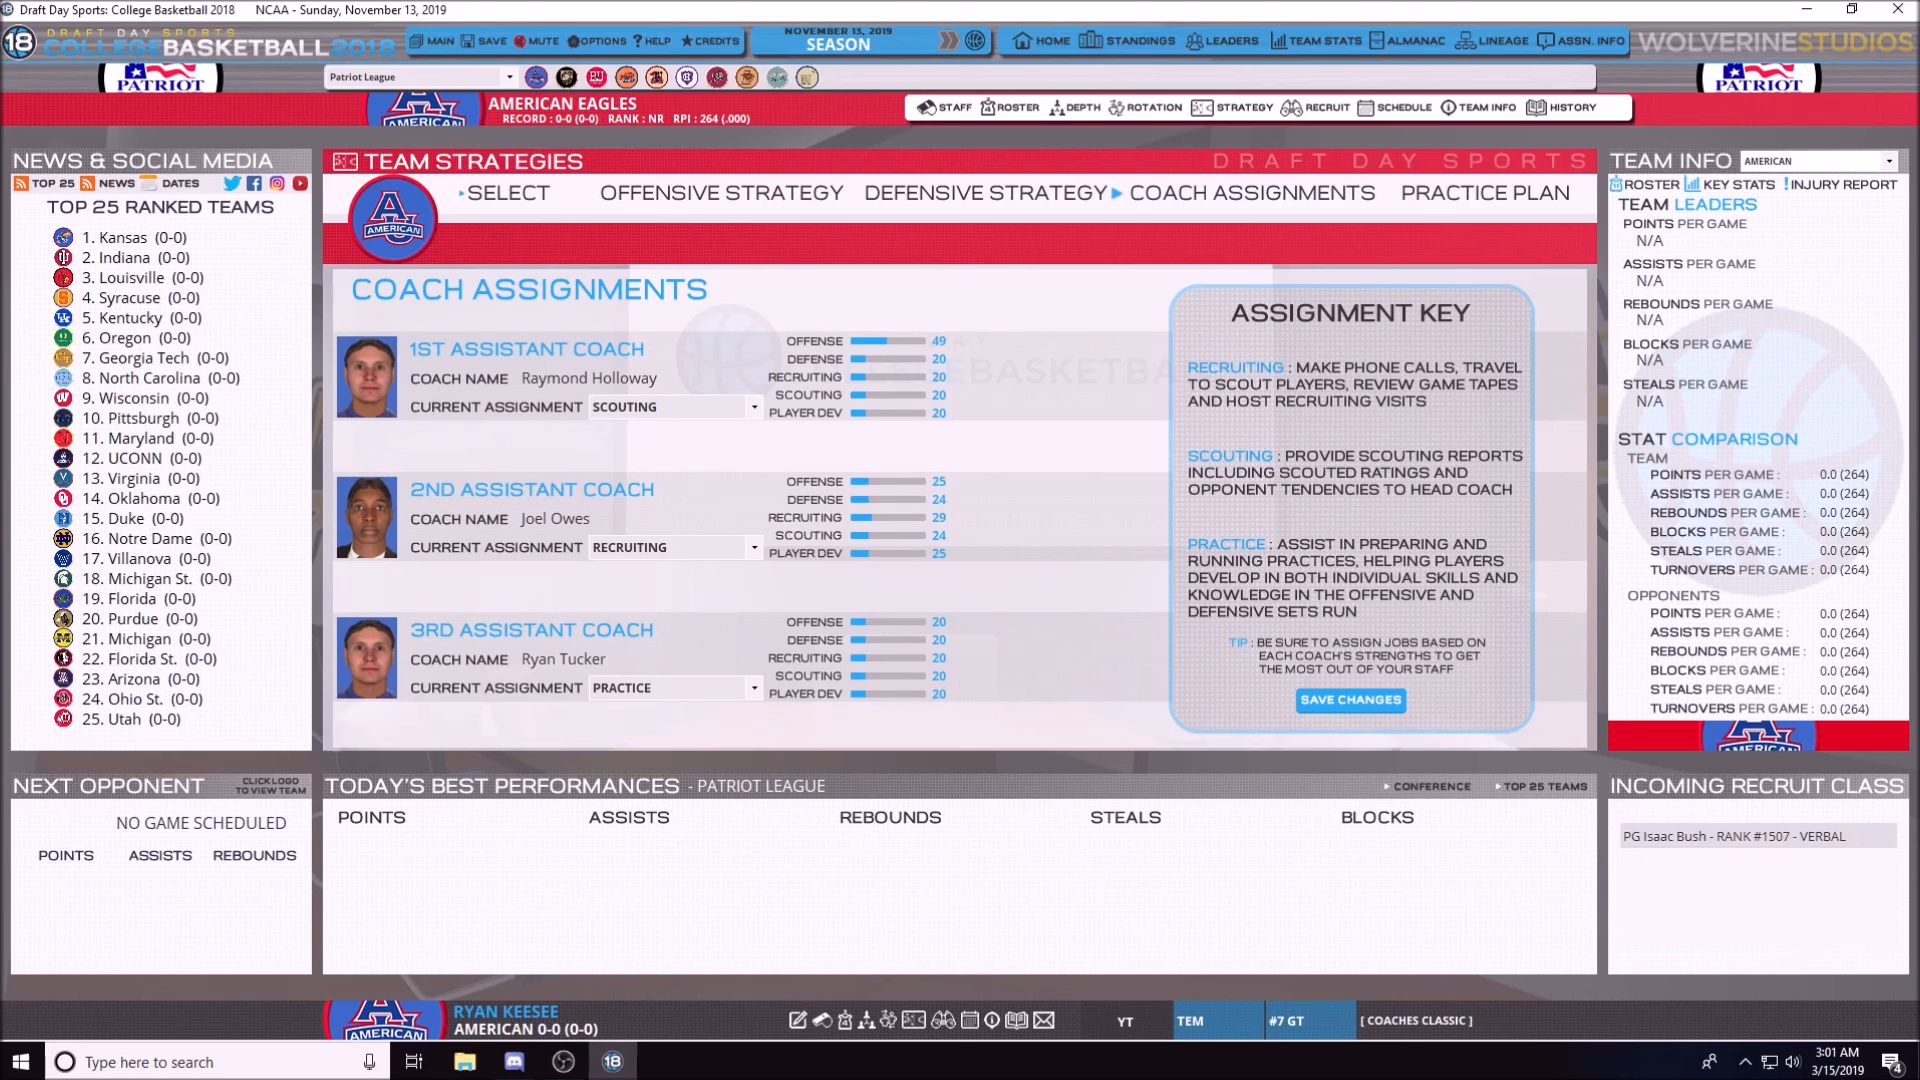 Draft Day Sports: College Basketball 2018 NCAA - Sunday, November 13, 2019
18 DRAFT DAY SPORTS
COLLEGE BASKETBALL 2018
MAIN SAVE MUTE OPTIONS ? HELP CREDITS
NOVEMBER 13, 2019
SEASON
HOME STANDINGS LEADERS TEAM STATS ALMANAC LINEAGE ASSN. INFO
WOLVERINE STUDIOS
PATRIOT
Patriot League
PATRIOT
AMERICAN
AMERICAN EAGLES
RECORD : 0-0 (0-0) RANK : NR RPI : 264 (.000)
STAFF ROSTER DEPTH ROTATION STRATEGY RECRUIT SCHEDULE TEAM INFO HISTORY
NEWS & SOCIAL MEDIA
TOP 25 NEWS DATES
TOP 25 RANKED TEAMS
1. Kansas (0-0)
2. Indiana (0-0)
3. Louisville (0-0)
4. Syracuse (0-0)
5. Kentucky (0-0)
6. Oregon (0-0)
7. Georgia Tech (0-0)
8. North Carolina (0-0)
9. Wisconsin (0-0)
10. Pittsburgh (0-0)
11. Maryland (0-0)
12. UCONN (0-0)
13. Virginia (0-0)
14. Oklahoma (0-0)
15. Duke (0-0)
16. Notre Dame (0-0)
17. Villanova (0-0)
18. Michigan St. (0-0)
19. Florida (0-0)
20. Purdue (0-0)
21. Michigan (0-0)
22. Florida St. (0-0)
23. Arizona (0-0)
24. Ohio St. (0-0)
25. Utah (0-0)
TEAM STRATEGIES
DRAFT DAY SPORTS
AMERICAN
SELECT OFFENSIVE STRATEGY DEFENSIVE STRATEGY COACH ASSIGNMENTS PRACTICE PLAN
COACH ASSIGNMENTS
1ST ASSISTANT COACH
COACH NAME Raymond Holloway
CURRENT ASSIGNMENT SCOUTING
OFFENSE 49
DEFENSE 20
RECRUITING 20
SCOUTING 20
PLAYER DEV 20
2ND ASSISTANT COACH
COACH NAME Joel Owes
CURRENT ASSIGNMENT RECRUITING
OFFENSE 25
DEFENSE 24
RECRUITING 29
SCOUTING 24
PLAYER DEV 25
3RD ASSISTANT COACH
COACH NAME Ryan Tucker
CURRENT ASSIGNMENT PRACTICE
OFFENSE 20
DEFENSE 20
RECRUITING 20
SCOUTING 20
PLAYER DEV 20
ASSIGNMENT KEY
RECRUITING : MAKE PHONE CALLS, TRAVEL
TO SCOUT PLAYERS, REVIEW GAME TAPES
AND HOST RECRUITING VISITS
SCOUTING : PROVIDE SCOUTING REPORTS
INCLUDING SCOUTED RATINGS AND
OPPONENT TENDENCIES TO HEAD COACH
PRACTICE : ASSIST IN PREPARING AND
RUNNING PRACTICES, HELPING PLAYERS
DEVELOP IN BOTH INDIVIDUAL SKILLS AND
KNOWLEDGE IN THE OFFENSIVE AND
DEFENSIVE SETS RUN
TIP : BE SURE TO ASSIGN JOBS BASED ON
EACH COACH'S STRENGTHS TO GET
THE MOST OUT OF YOUR STAFF
SAVE CHANGES
TEAM INFO AMERICAN
ROSTER KEY STATS INJURY REPORT
TEAM LEADERS
POINTS PER GAME
N/A
ASSISTS PER GAME
N/A
REBOUNDS PER GAME
N/A
BLOCKS PER GAME
N/A
STEALS PER GAME
N/A
STAT COMPARISON
TEAM
POINTS PER GAME : 0.0 (264)
ASSISTS PER GAME : 0.0 (264)
REBOUNDS PER GAME : 0.0 (264)
BLOCKS PER GAME : 0.0 (264)
STEALS PER GAME : 0.0 (264)
TURNOVERS PER GAME : 0.0 (264)
OPPONENTS
POINTS PER GAME : 0.0 (264)
ASSISTS PER GAME : 0.0 (264)
REBOUNDS PER GAME : 0.0 (264)
BLOCKS PER GAME : 0.0 (264)
STEALS PER GAME : 0.0 (264)
TURNOVERS PER GAME : 0.0 (264)
AMERICAN
NEXT OPPONENT CLICK LOGO
TO VIEW TEAM
NO GAME SCHEDULED
POINTS ASSISTS REBOUNDS
TODAY'S BEST PERFORMANCES - PATRIOT LEAGUE CONFERENCE TOP 25 TEAMS
POINTS ASSISTS REBOUNDS STEALS BLOCKS
INCOMING RECRUIT CLASS
PG Isaac Bush - RANK #1507 - VERBAL
AMERICAN
RYAN KEESEE
AMERICAN 0-0 (0-0)
YT TEM #7 GT [ COACHES CLASSIC ]
Type here to search
18
3:01 AM
3/15/2019
4